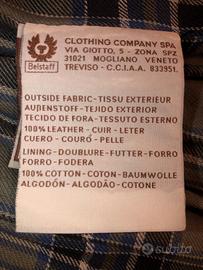 Belstaff
CLOTHING COMPANY SPA
VIA GIOTTO, 5 - ZONA SPZ
31021 MOGLIANO VENETO
TREVISO - C.C.I.A.A. 833951.
OUTSIDE FABRIC-TISSU EXTERIEUR
AUßENSTOFF-TEJIDO EXTERIOR
TECIDO DE FORA-TESSUTO ESTERNO
100% LEATHER-CUIR-LETER
CUERO - COURÓ - PELLE
LINING-DOUBLURE-FUTTER-FORRO
FORRO-FODERA
100% COTTON-COTON-BAUMWOLLE
ALGODÓN-ALGODÃO-COTONE
subito